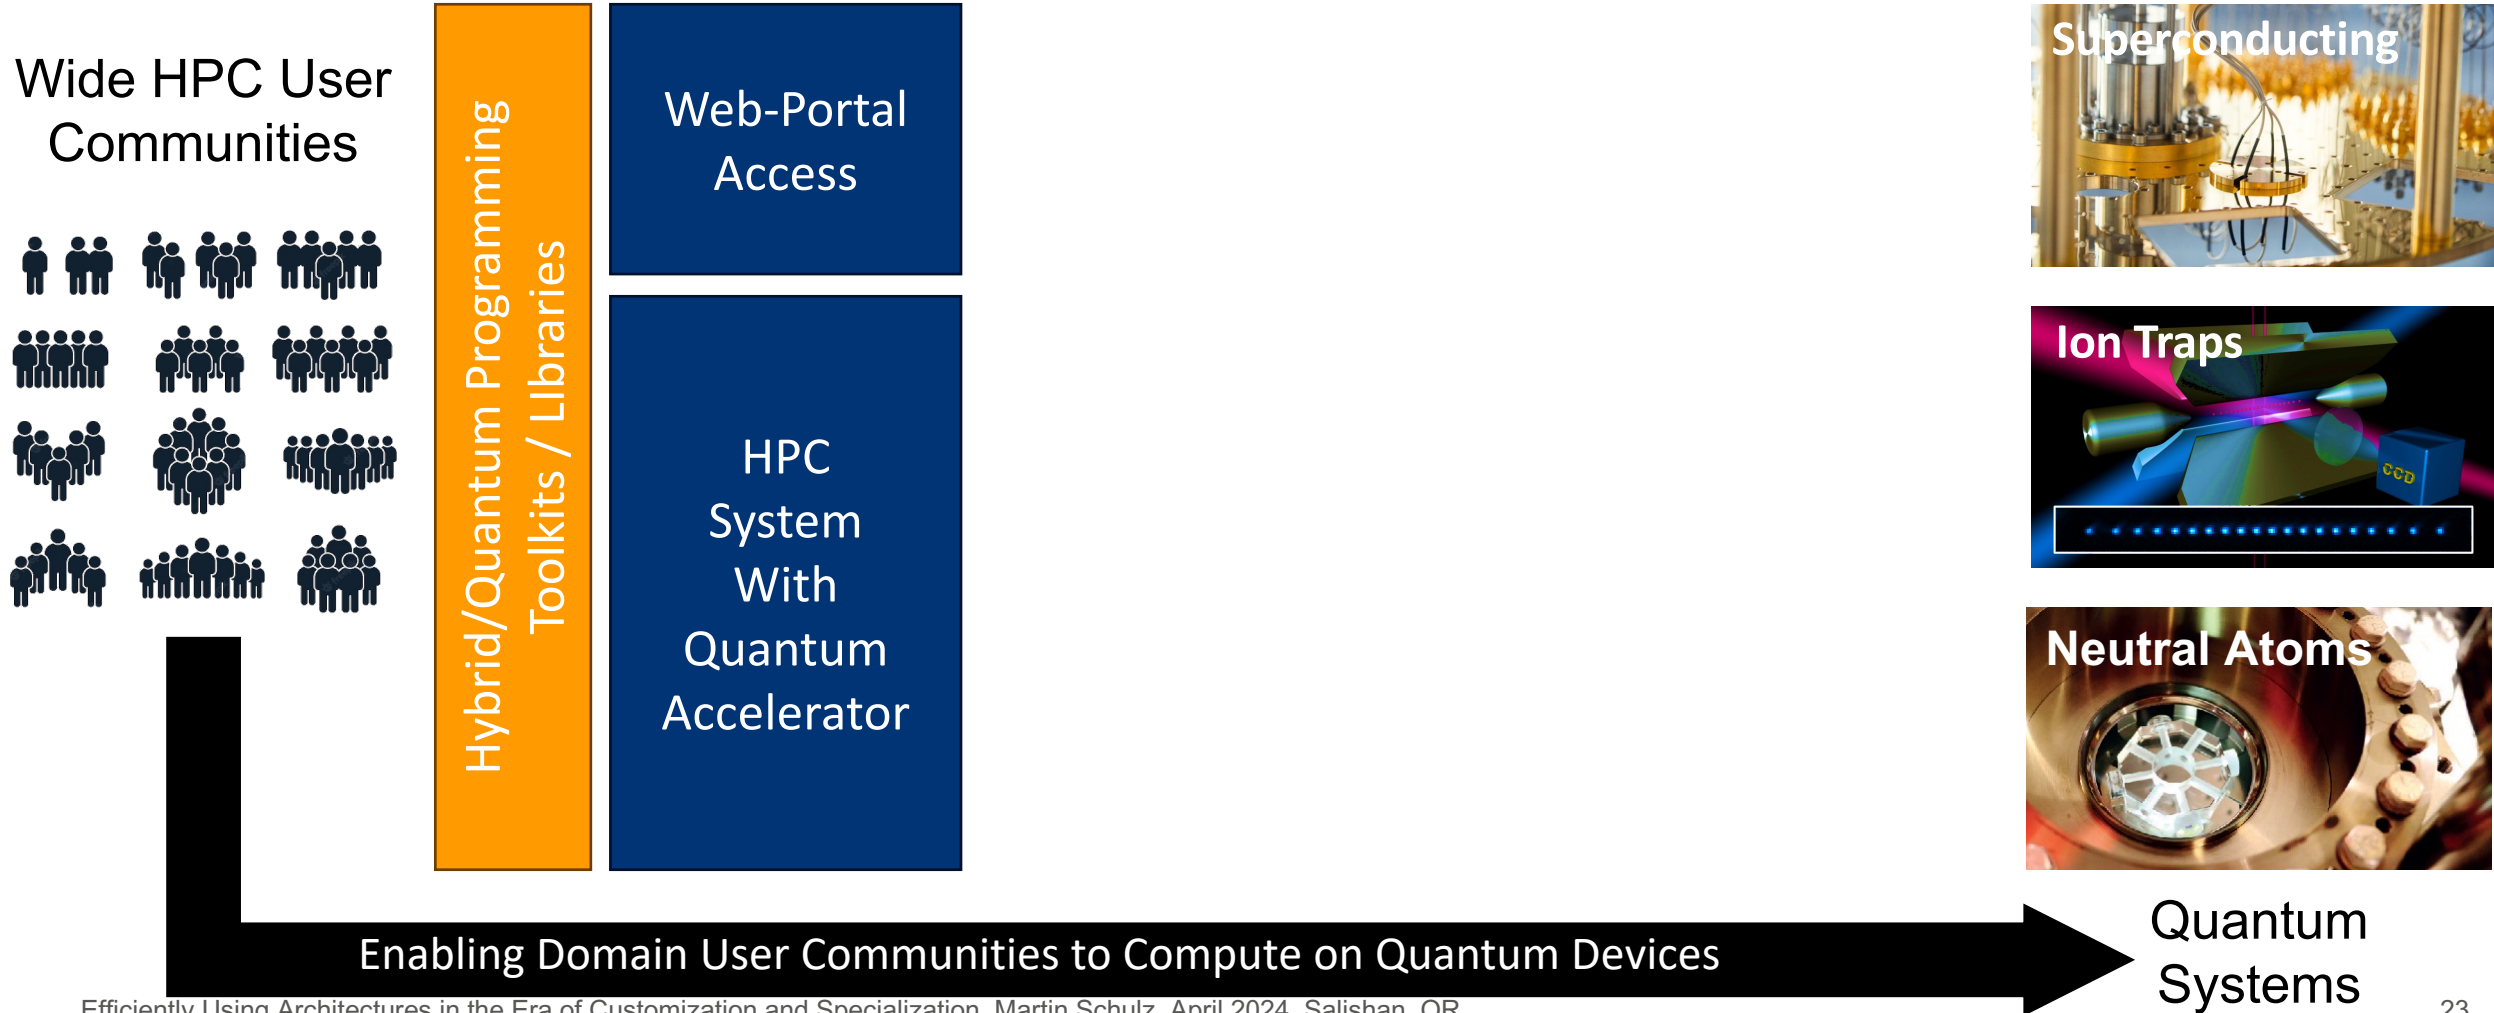 Wide HPC User
Communities
Hybrid/Quantum Programming
Toolkits / LIbraries
Web-Portal
Access
HPC
System
With
Quantum
Accelerator
Superconducting
Ion Traps
CCD
Neutral Atoms
Quantum
Systems
Enabling Domain User Communities to Compute on Quantum Devices
Efficiently Using Architectures in the Era of Customization and Specialization, Martin Schulz, April 2024, Salishan, OR
23